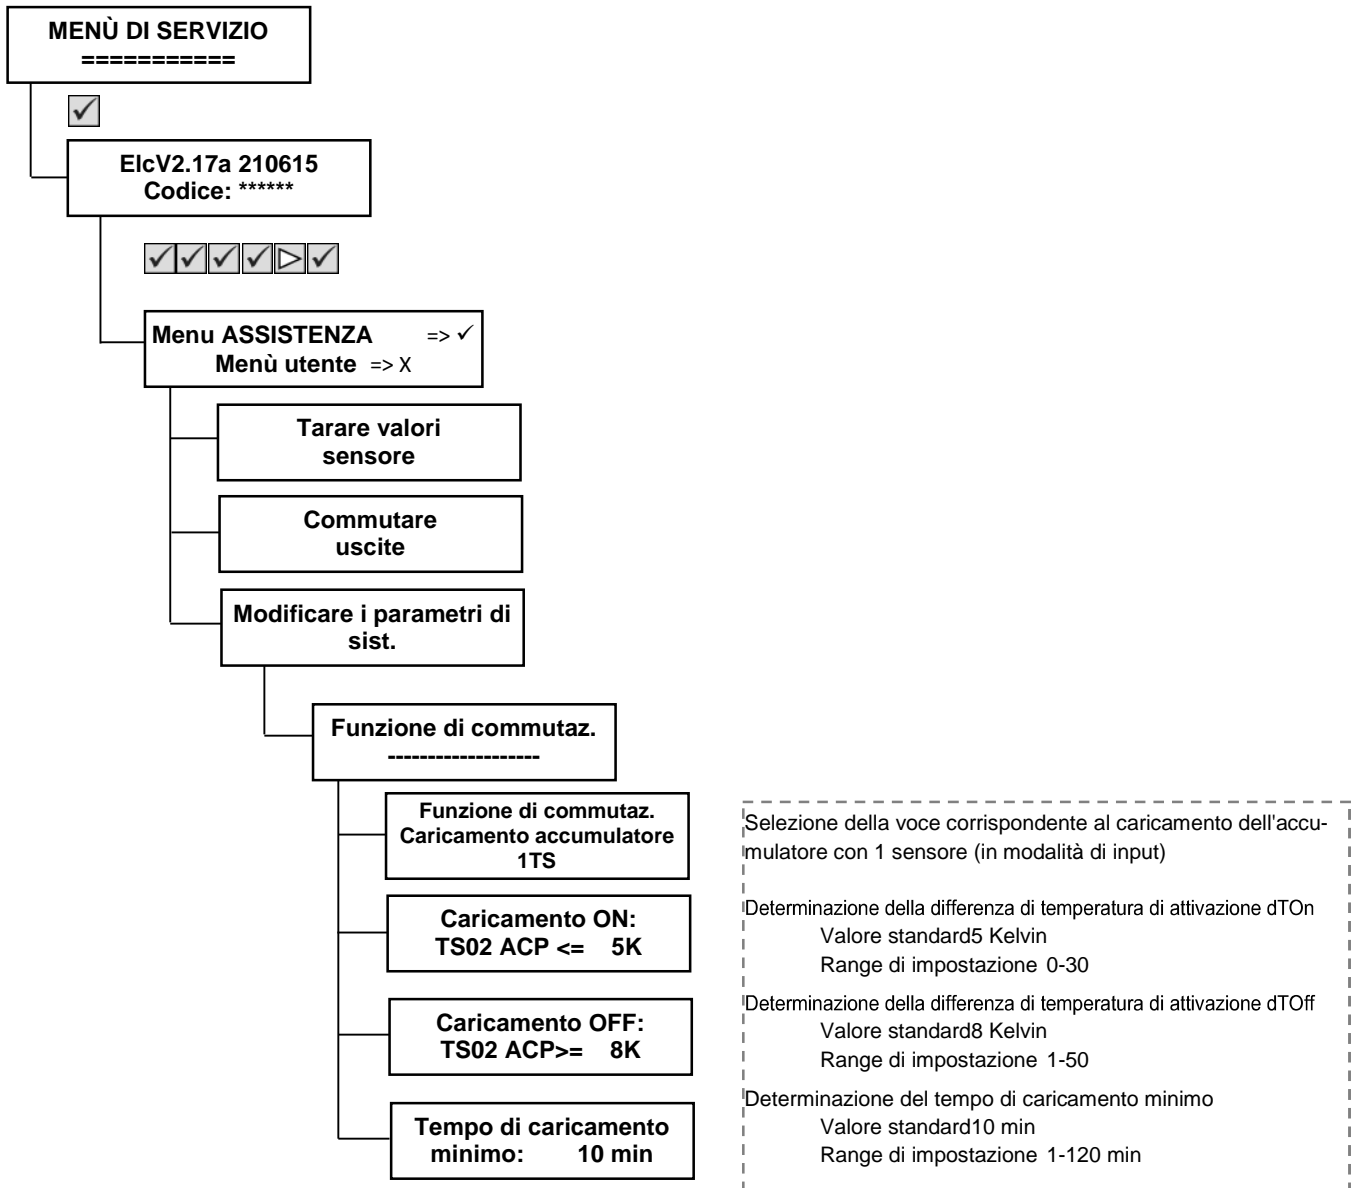 MENÙ DI SERVIZIO
===========
ElcV2.17a 210615
Codice: ******
Menu ASSISTENZA => ✓
Menù utente => X
Tarare valori
sensore
Commutare
uscite
Modificare i parametri di
sist.
Funzione di commutaz.
-------------------
Funzione di commutaz.
Caricamento accumulatore
1TS
Selezione della voce corrispondente al caricamento dell'accu-
mulatore con 1 sensore (in modalità di input)
Caricamento ON:
TS02 ACP <= 5K
Determinazione della differenza di temperatura di attivazione dTOn
Valore standard5 Kelvin
Range di impostazione 0-30
Caricamento OFF:
TS02 ACP>= 8K
Determinazione della differenza di temperatura di attivazione dTOff
Valore standard8 Kelvin
Range di impostazione 1-50
Tempo di caricamento
minimo: 10 min
Determinazione del tempo di caricamento minimo
Valore standard10 min
Range di impostazione 1-120 min